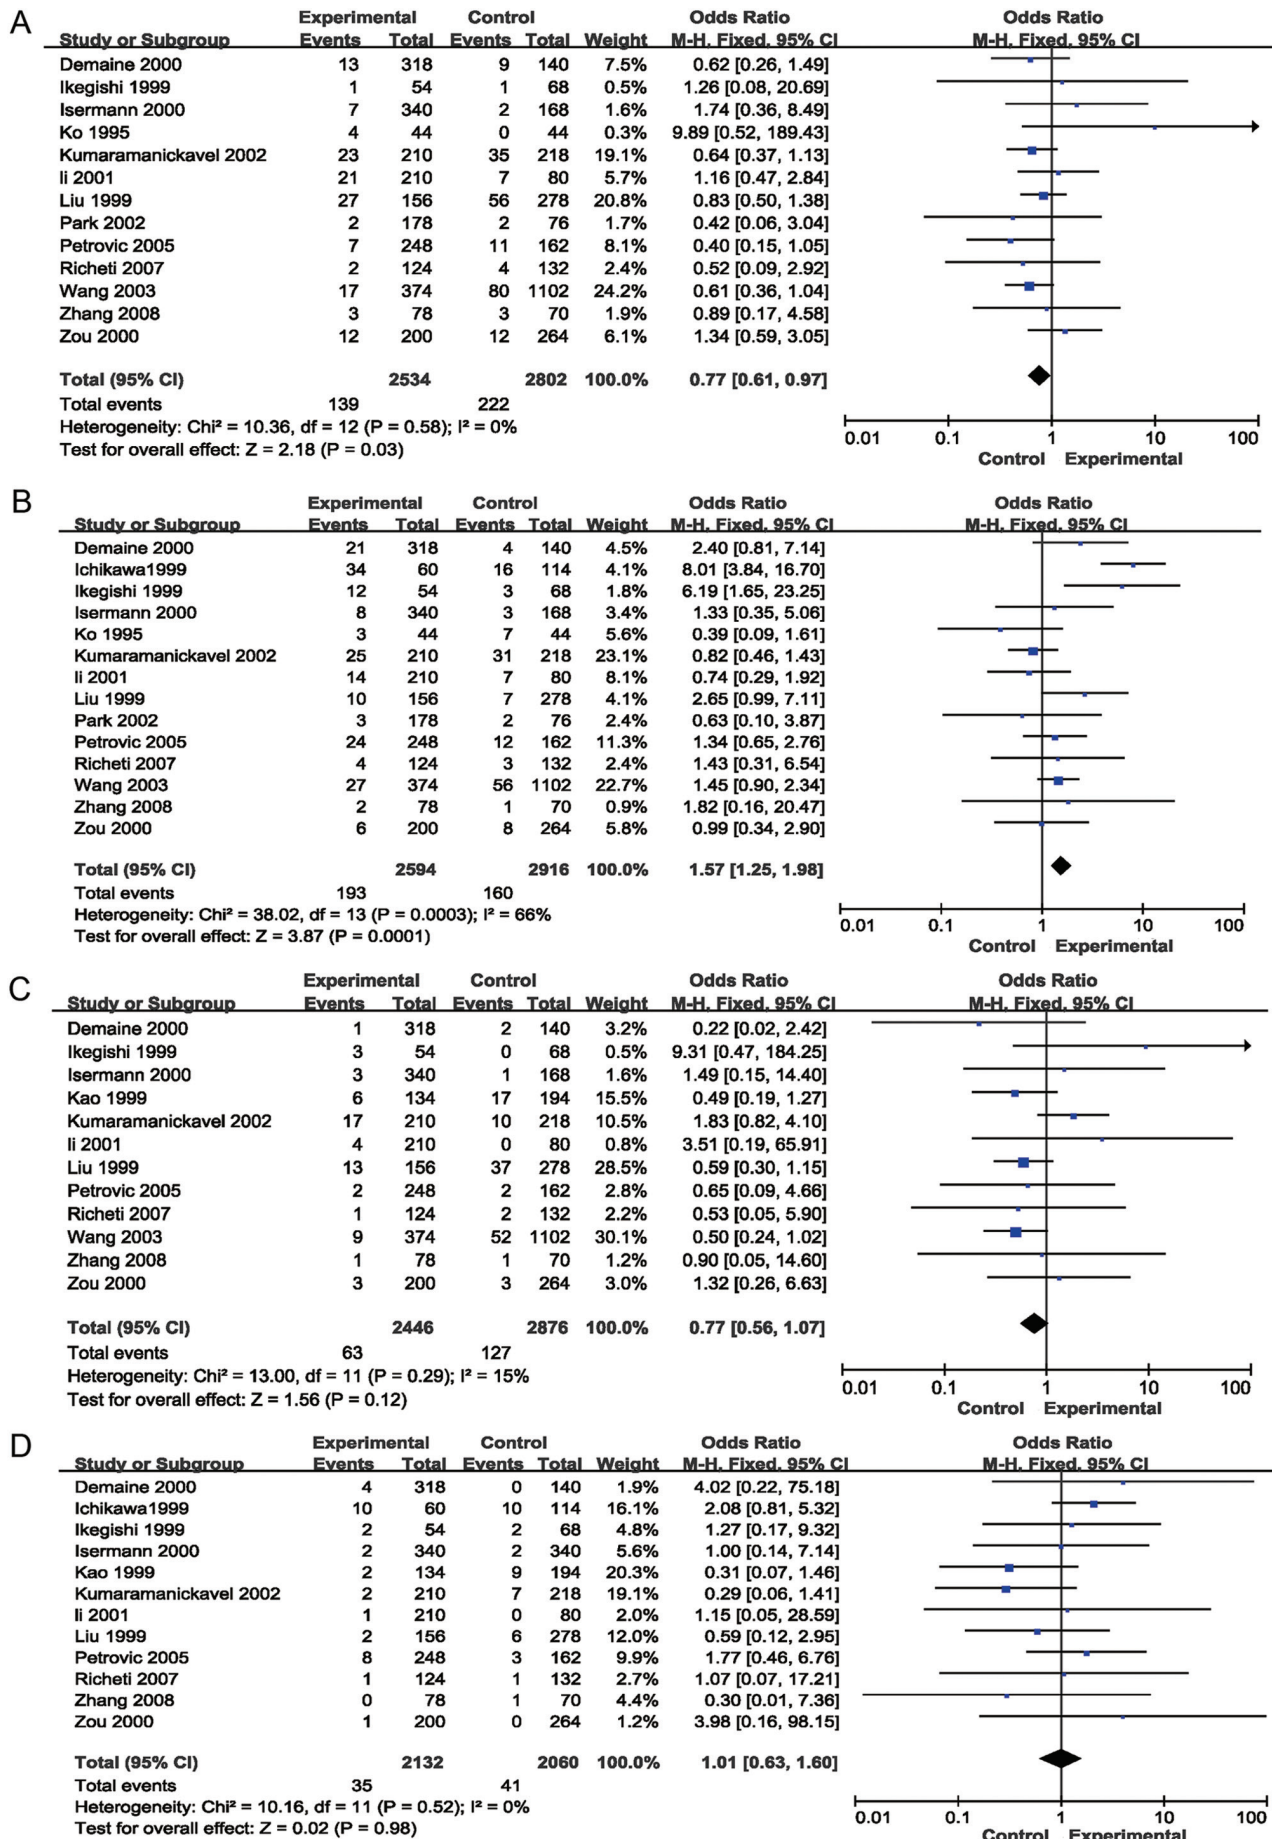 A
Experimental Control Odds Ratio Odds Ratio
Study or Subgroup Events Total Events Total Weight M-H. Fixed. 95% CI M-H. Fixed. 95% CI
Demaine 2000 13 318 9 140 7.5% 0.62 [0.26, 1.49]
Ikegishi 1999 1 54 1 68 0.5% 1.26 [0.08, 20.69]
Isermann 2000 7 340 2 168 1.6% 1.74 [0.36, 8.49]
Ko 1995 4 44 0 44 0.3% 9.89 [0.52, 189.43]
Kumaramanickavel 2002 23 210 35 218 19.1% 0.64 [0.37, 1.13]
li 2001 21 210 7 80 5.7% 1.16 [0.47, 2.84]
Liu 1999 27 156 56 278 20.8% 0.83 [0.50, 1.38]
Park 2002 2 178 2 76 1.7% 0.42 [0.06, 3.04]
Petrovic 2005 7 248 11 162 8.1% 0.40 [0.15, 1.05]
Richeti 2007 2 124 4 132 2.4% 0.52 [0.09, 2.92]
Wang 2003 17 374 80 1102 24.2% 0.61 [0.36, 1.04]
Zhang 2008 3 78 3 70 1.9% 0.89 [0.17, 4.58]
Zou 2000 12 200 12 264 6.1% 1.34 [0.59, 3.05]
Total (95% CI) 2534 2802 100.0% 0.77 [0.61, 0.97]
Total events 139 222
Heterogeneity: Chi² = 10.36, df = 12 (P = 0.58); I² = 0%
Test for overall effect: Z = 2.18 (P = 0.03)
0.01 0.1 1 10 100
Control Experimental
B
Experimental Control Odds Ratio Odds Ratio
Study or Subgroup Events Total Events Total Weight M-H. Fixed. 95% CI M-H. Fixed. 95% CI
Demaine 2000 21 318 4 140 4.5% 2.40 [0.81, 7.14]
Ichikawa1999 34 60 16 114 4.1% 8.01 [3.84, 16.70]
Ikegishi 1999 12 54 3 68 1.8% 6.19 [1.65, 23.25]
Isermann 2000 8 340 3 168 3.4% 1.33 [0.35, 5.06]
Ko 1995 3 44 7 44 5.6% 0.39 [0.09, 1.61]
Kumaramanickavel 2002 25 210 31 218 23.1% 0.82 [0.46, 1.43]
li 2001 14 210 7 80 8.1% 0.74 [0.29, 1.92]
Liu 1999 10 156 7 278 4.1% 2.65 [0.99, 7.11]
Park 2002 3 178 2 76 2.4% 0.63 [0.10, 3.87]
Petrovic 2005 24 248 12 162 11.3% 1.34 [0.65, 2.76]
Richeti 2007 4 124 3 132 2.4% 1.43 [0.31, 6.54]
Wang 2003 27 374 56 1102 22.7% 1.45 [0.90, 2.34]
Zhang 2008 2 78 1 70 0.9% 1.82 [0.16, 20.47]
Zou 2000 6 200 8 264 5.8% 0.99 [0.34, 2.90]
Total (95% CI) 2594 2916 100.0% 1.57 [1.25, 1.98]
Total events 193 160
Heterogeneity: Chi² = 38.02, df = 13 (P = 0.0003); I² = 66%
Test for overall effect: Z = 3.87 (P = 0.0001)
0.01 0.1 1 10 100
Control Experimental
C
Experimental Control Odds Ratio Odds Ratio
Study or Subgroup Events Total Events Total Weight M-H. Fixed. 95% CI M-H. Fixed. 95% CI
Demaine 2000 1 318 2 140 3.2% 0.22 [0.02, 2.42]
Ikegishi 1999 3 54 0 68 0.5% 9.31 [0.47, 184.25]
Isermann 2000 3 340 1 168 1.6% 1.49 [0.15, 14.40]
Kao 1999 6 134 17 194 15.5% 0.49 [0.19, 1.27]
Kumaramanickavel 2002 17 210 10 218 10.5% 1.83 [0.82, 4.10]
li 2001 4 210 0 80 0.8% 3.51 [0.19, 65.91]
Liu 1999 13 156 37 278 28.5% 0.59 [0.30, 1.15]
Petrovic 2005 2 248 2 162 2.8% 0.65 [0.09, 4.66]
Richeti 2007 1 124 2 132 2.2% 0.53 [0.05, 5.90]
Wang 2003 9 374 52 1102 30.1% 0.50 [0.24, 1.02]
Zhang 2008 1 78 1 70 1.2% 0.90 [0.05, 14.60]
Zou 2000 3 200 3 264 3.0% 1.32 [0.26, 6.63]
Total (95% CI) 2446 2876 100.0% 0.77 [0.56, 1.07]
Total events 63 127
Heterogeneity: Chi² = 13.00, df = 11 (P = 0.29); I² = 15%
Test for overall effect: Z = 1.56 (P = 0.12)
0.01 0.1 1 10 100
Control Experimental
D
Experimental Control Odds Ratio Odds Ratio
Study or Subgroup Events Total Events Total Weight M-H. Fixed. 95% CI M-H. Fixed. 95% CI
Demaine 2000 4 318 0 140 1.9% 4.02 [0.22, 75.18]
Ichikawa1999 10 60 10 114 16.1% 2.08 [0.81, 5.32]
Ikegishi 1999 2 54 2 68 4.8% 1.27 [0.17, 9.32]
Isermann 2000 2 340 2 340 5.6% 1.00 [0.14, 7.14]
Kao 1999 2 134 9 194 20.3% 0.31 [0.07, 1.46]
Kumaramanickavel 2002 2 210 7 218 19.1% 0.29 [0.06, 1.41]
li 2001 1 210 0 80 2.0% 1.15 [0.05, 28.59]
Liu 1999 2 156 6 278 12.0% 0.59 [0.12, 2.95]
Petrovic 2005 8 248 3 162 9.9% 1.77 [0.46, 6.76]
Richeti 2007 1 124 1 132 2.7% 1.07 [0.07, 17.21]
Zhang 2008 0 78 1 70 4.4% 0.30 [0.01, 7.36]
Zou 2000 1 200 0 264 1.2% 3.98 [0.16, 98.15]
Total (95% CI) 2132 2060 100.0% 1.01 [0.63, 1.60]
Total events 35 41
Heterogeneity: Chi² = 10.16, df = 11 (P = 0.52); I² = 0%
Test for overall effect: Z = 0.02 (P = 0.98)
0.01 0.1 1 10 100
Control Experimental